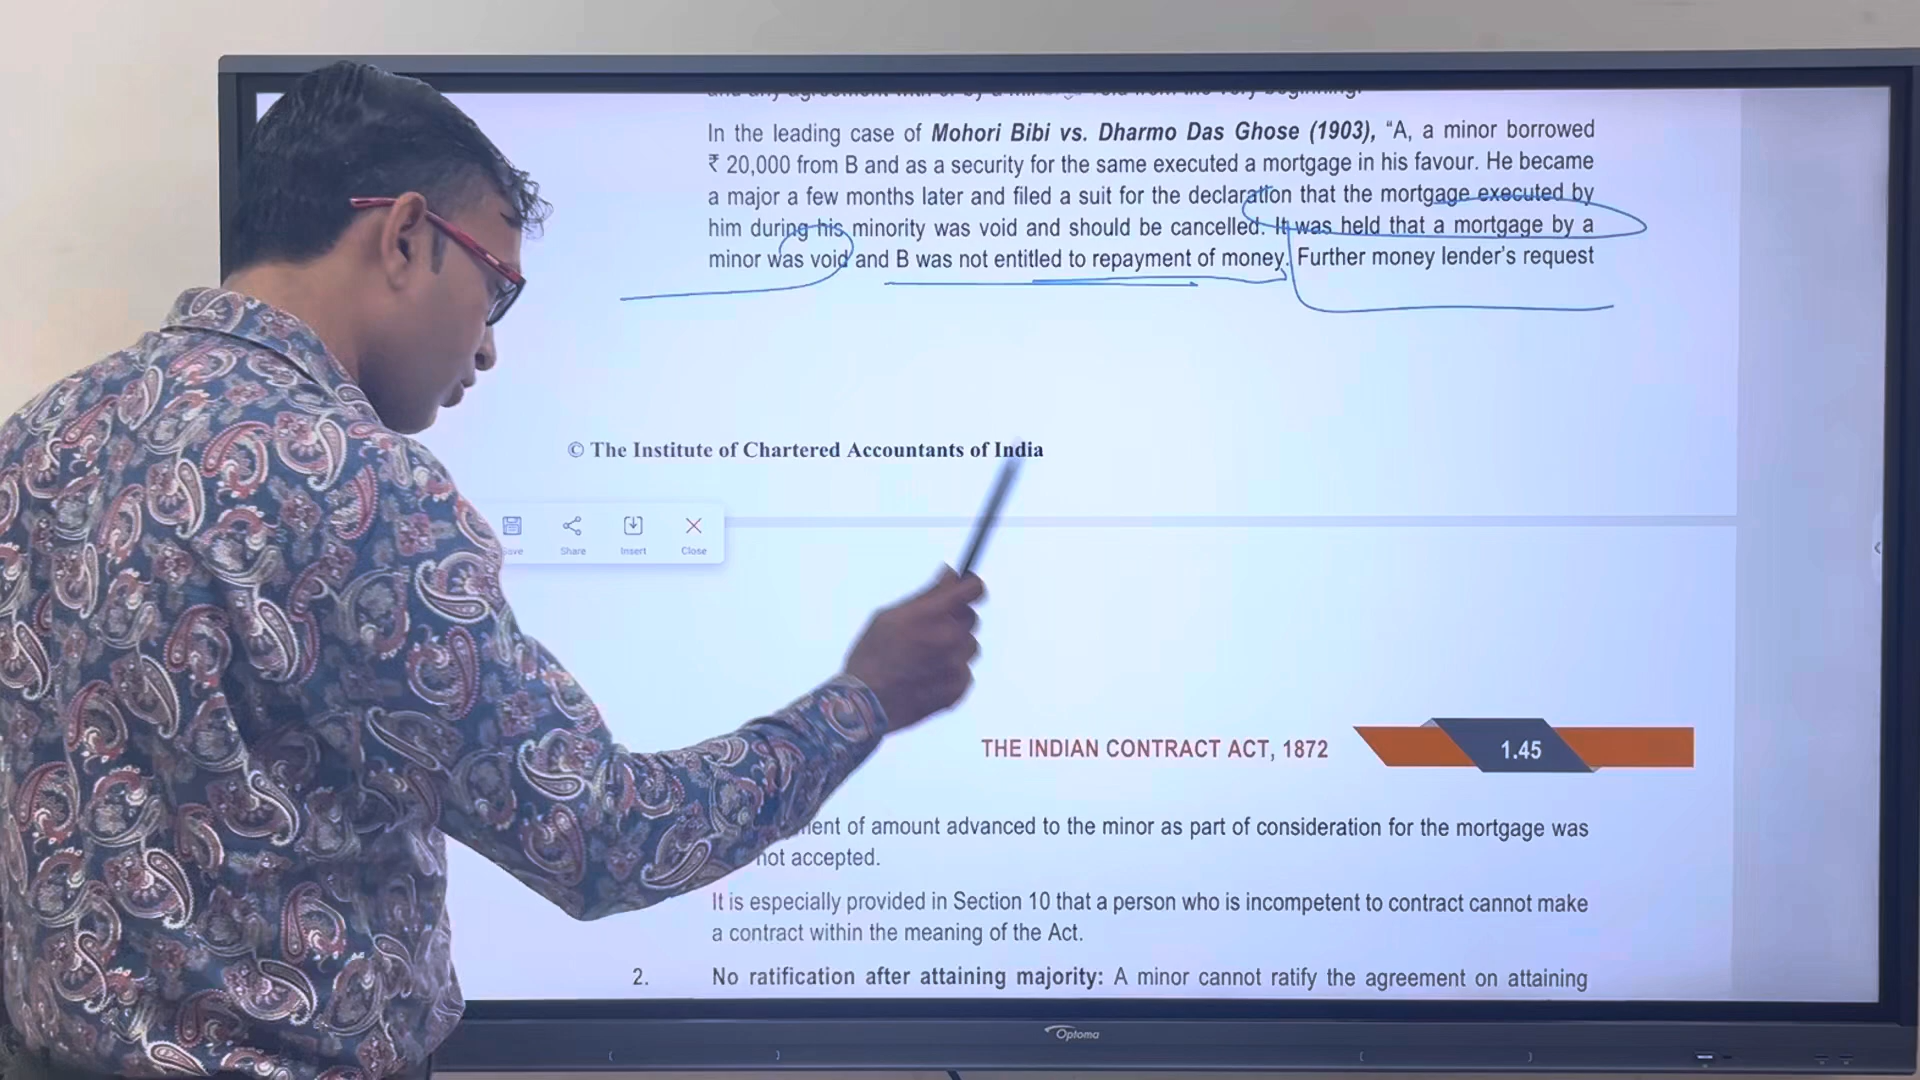 In the leading case of Mohori Bibi vs. Dharmo Das Ghose (1903), “A, a minor borrowed
₹ 20,000 from B and as a security for the same executed a mortgage in his favour. He became
a major a few months later and filed a suit for the declaration that the mortgage executed by
him during his minority was void and should be cancelled. It was held that a mortgage by a
minor was void and B was not entitled to repayment of money. Further money lender’s request
© The Institute of Chartered Accountants of India
Save Share Insert Close
THE INDIAN CONTRACT ACT, 1872 1.45
of amount advanced to the minor as part of consideration for the mortgage was
not accepted.
It is especially provided in Section 10 that a person who is incompetent to contract cannot make
a contract within the meaning of the Act.
2. No ratification after attaining majority: A minor cannot ratify the agreement on attaining
Optoma